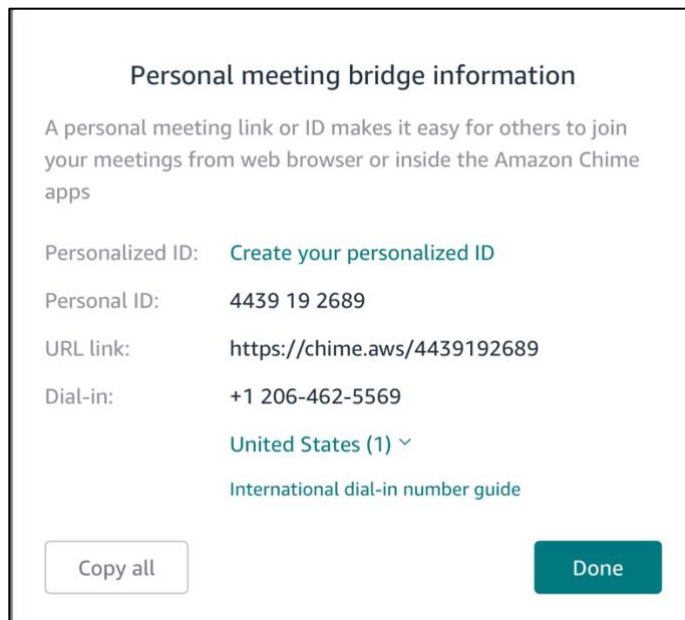 Personal meeting bridge information
A personal meeting link or ID makes it easy for others to join
your meetings from web browser or inside the Amazon Chime
apps
Personalized ID: Create your personalized ID
Personal ID: 4439 19 2689
URL link: https://chime.aws/4439192689
Dial-in: +1 206-462-5569
United States (1)
International dial-in number guide
Copy all Done